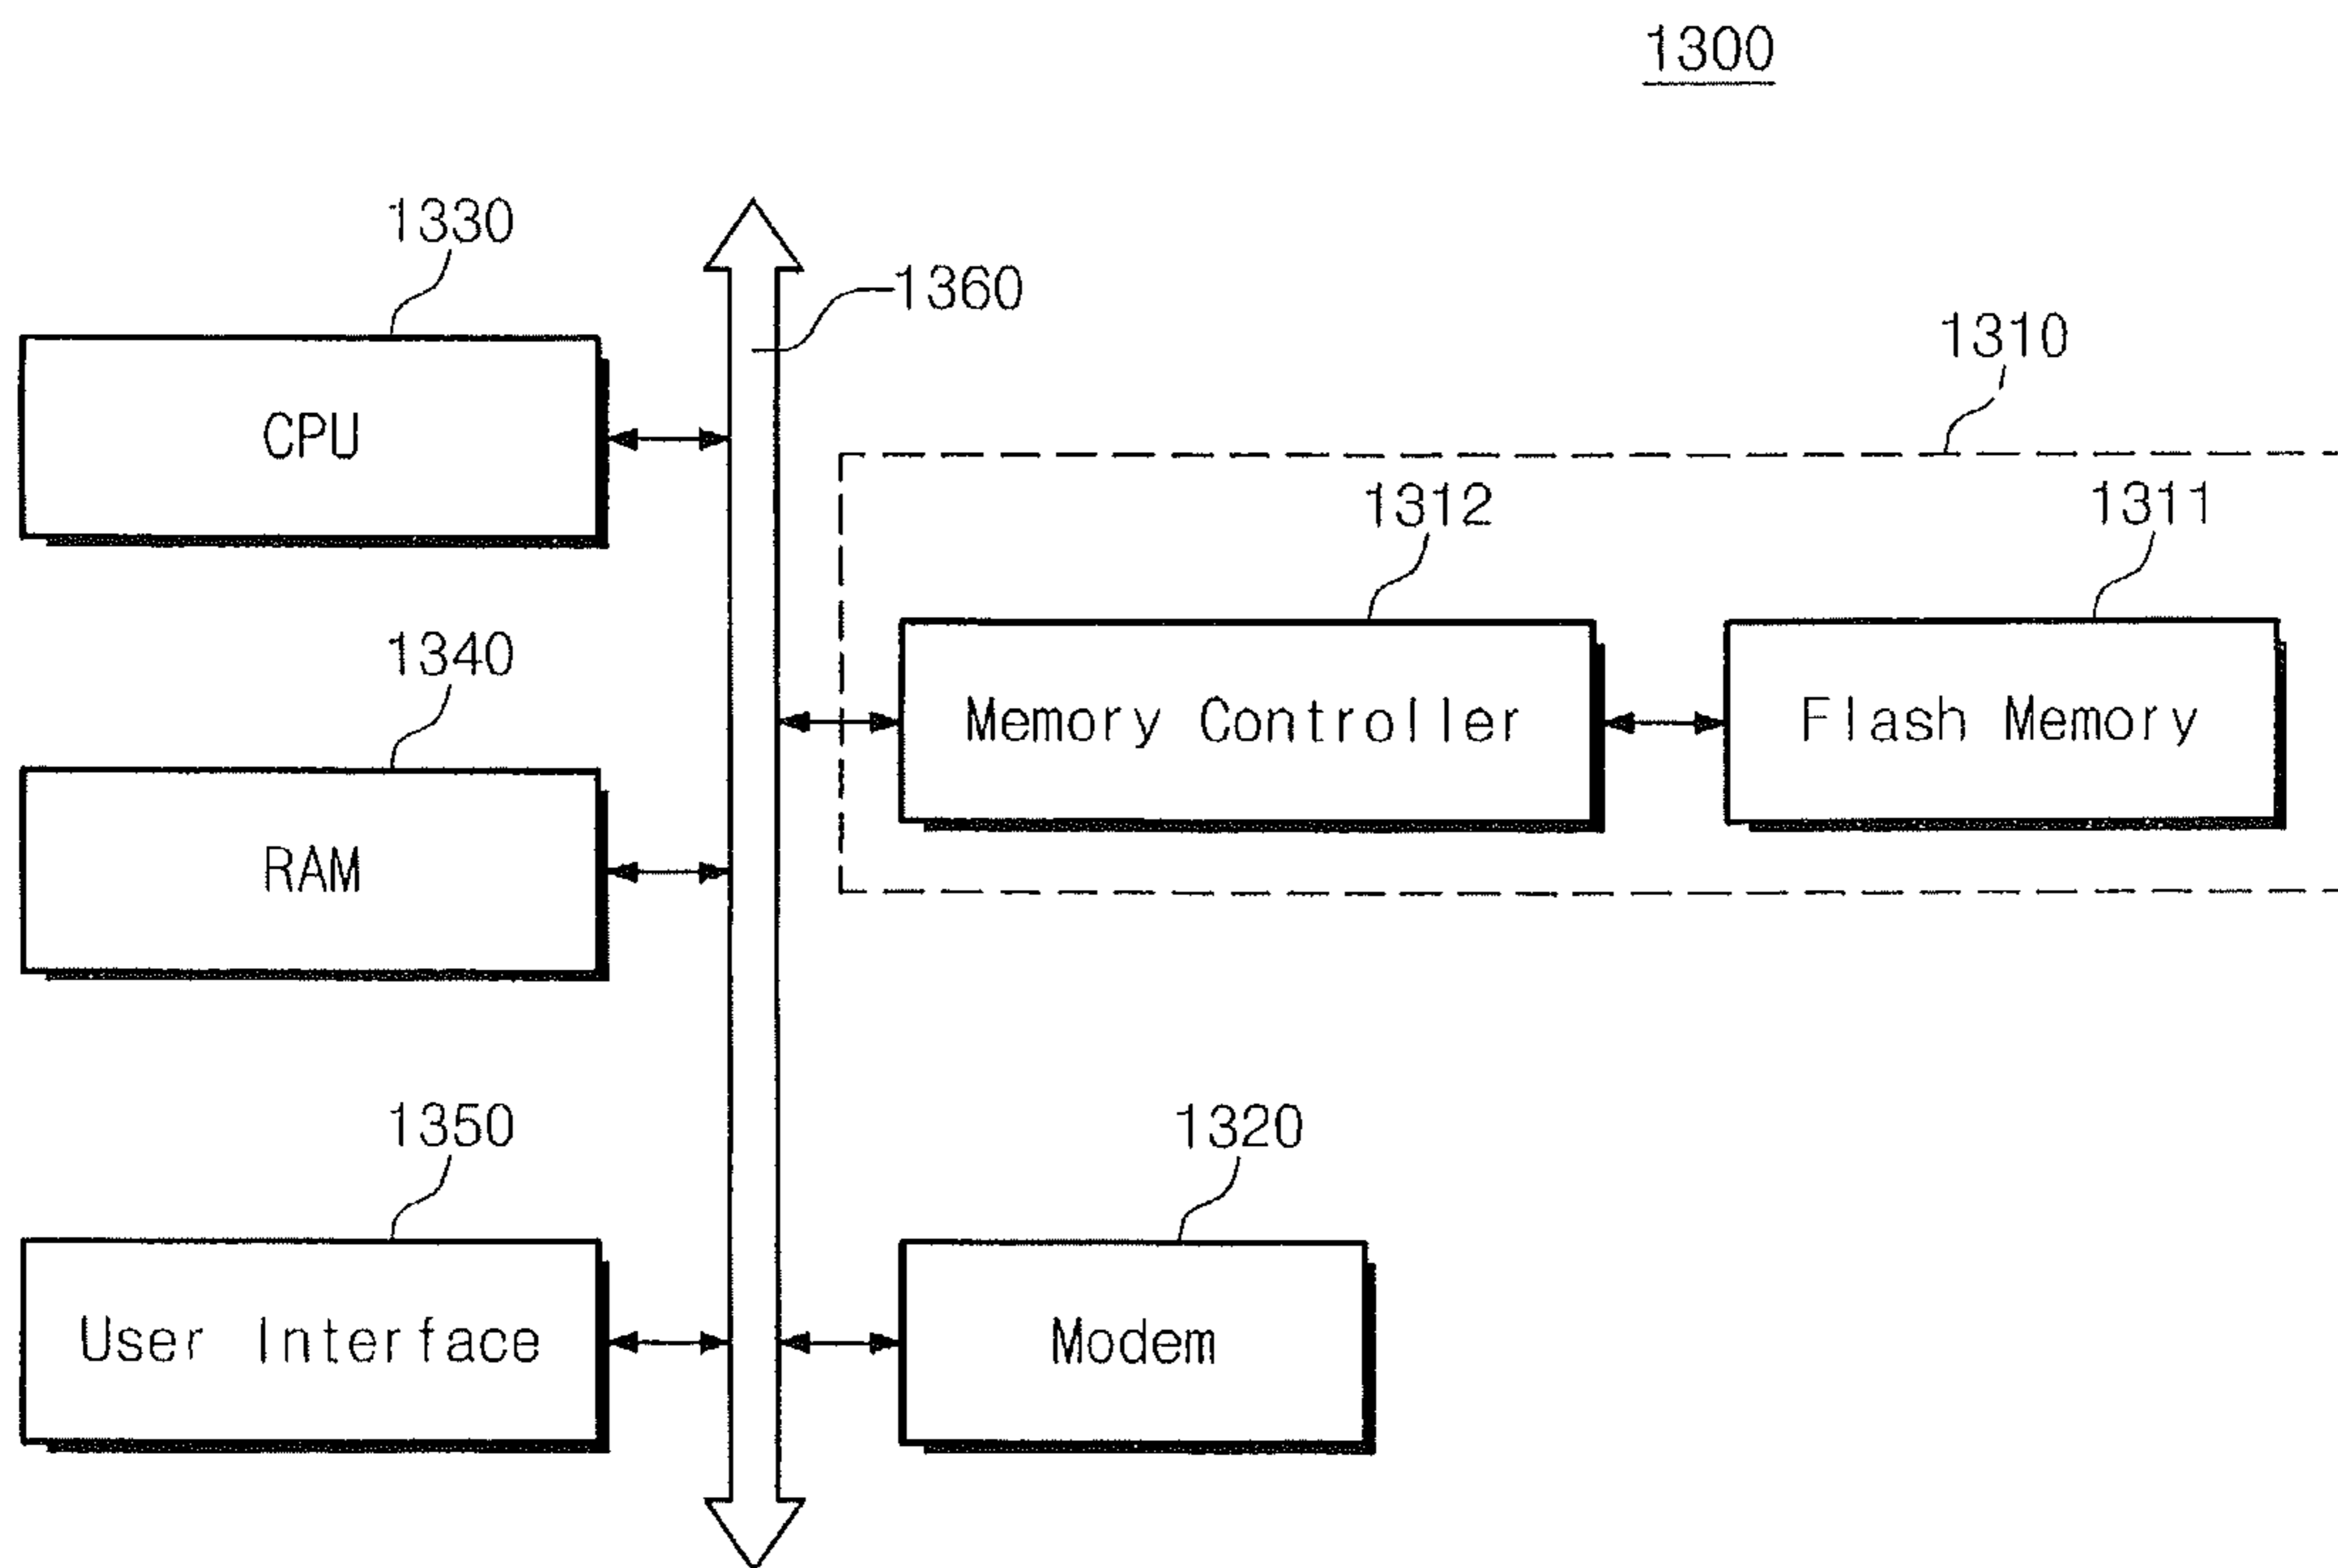 1300
1330
1360
1310
CPU
1312
1311
1340
Memory Controller
Flash Memory
RAM
1350
1320
User Interface
Modem